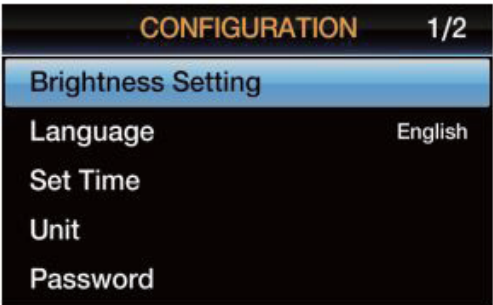 CONFIGURATION 1/2
Brightness Setting
Language English
Set Time
Unit
Password